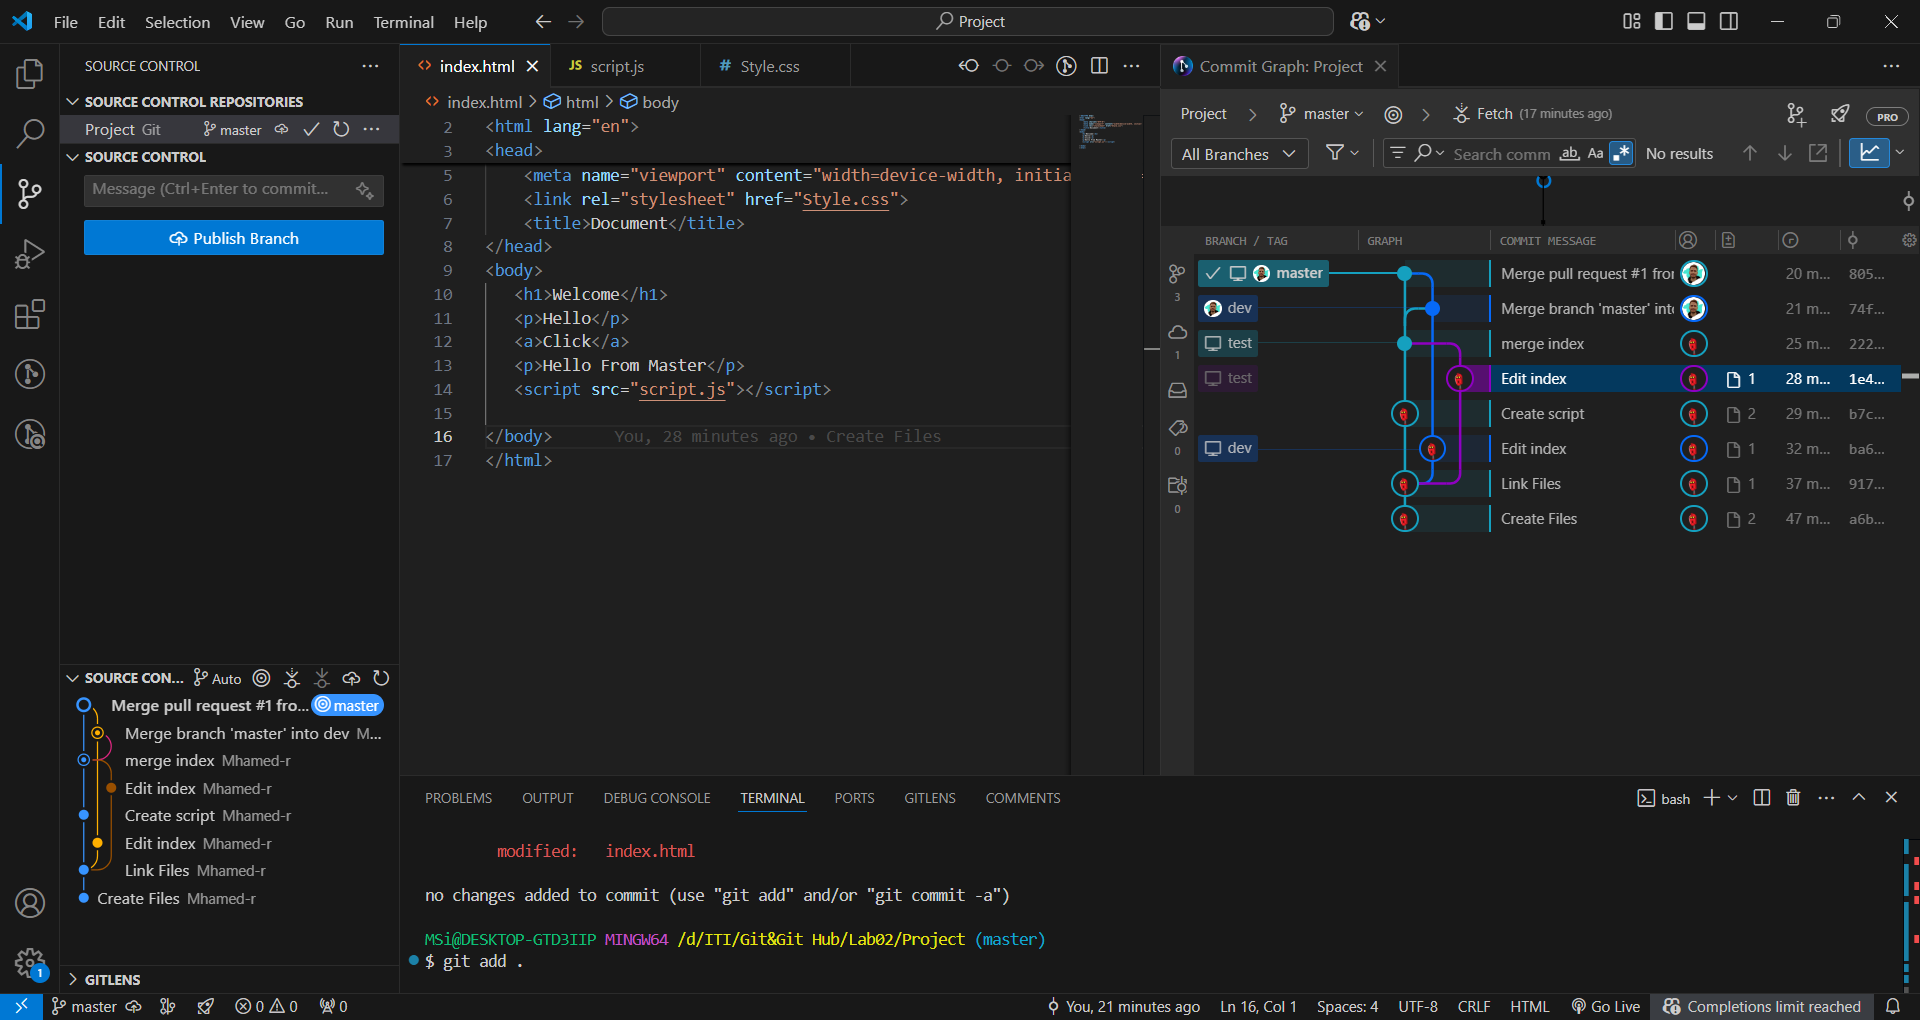 File Edit Selection View Go Run Terminal Help
Project
SOURCE CONTROL
SOURCE CONTROL REPOSITORIES
Project Git master
SOURCE CONTROL
Message (Ctrl+Enter to commit...
Publish Branch
SOURCE CON... Auto
Merge pull request #1 fro... master
Merge branch 'master' into dev M...
merge index Mhamed-r
Edit index Mhamed-r
Create script Mhamed-r
Edit index Mhamed-r
Link Files Mhamed-r
Create Files Mhamed-r
GITLENS
1
index.html JS script.js # Style.css
index.html > html > body
2 <html lang="en">
3 <head>
5 <meta name="viewport" content="width=device-width, initia
6 <link rel="stylesheet" href="Style.css">
7 <title>Document</title>
8 </head>
9 <body>
10 <h1>Welcome</h1>
11 <p>Hello</p>
12 <a>Click</a>
13 <p>Hello From Master</p>
14 <script src="script.js"></script>
15
16 </body> You, 28 minutes ago • Create Files
17 </html>
Commit Graph: Project
Project > master > Fetch (17 minutes ago) PRO
All Branches Search comm ab Aa .* No results
BRANCH / TAG GRAPH COMMIT MESSAGE
master Merge pull request #1 fror 20 m... 805...
dev Merge branch 'master' inte 21 m... 74f...
test merge index 25 m... 222...
test Edit index 1 28 m... 1e4...
Create script 2 29 m... b7c...
dev Edit index 1 32 m... ba6...
Link Files 1 37 m... 917...
Create Files 2 47 m... a6b...
3
1
0
0
PROBLEMS OUTPUT DEBUG CONSOLE TERMINAL PORTS GITLENS COMMENTS bash
modified: index.html
no changes added to commit (use "git add" and/or "git commit -a")
MSi@DESKTOP-GTD3IIP MINGW64 /d/ITI/Git&Git Hub/Lab02/Project (master)
$ git add .
master 0 0 0 You, 21 minutes ago Ln 16, Col 1 Spaces: 4 UTF-8 CRLF HTML Go Live Completions limit reached